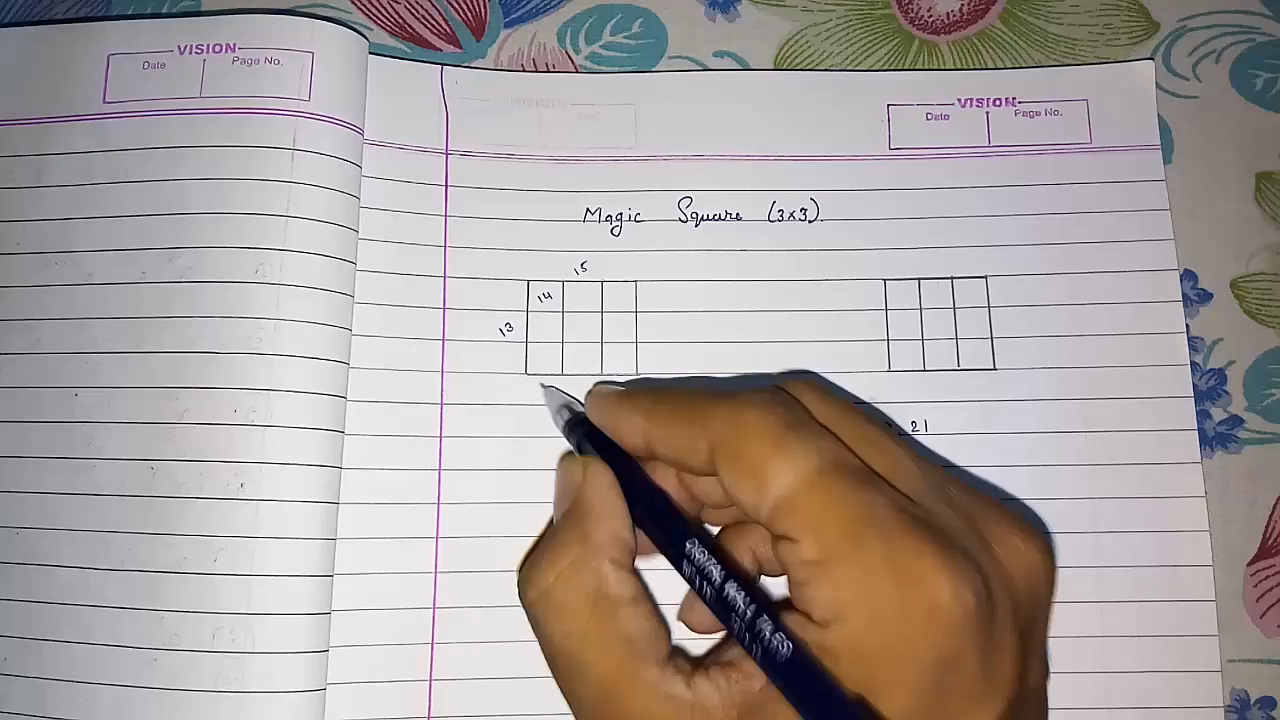 VISION
Date Page No.
VISION
Date Page No.
Magic Square (3x3)
15
14
13
21